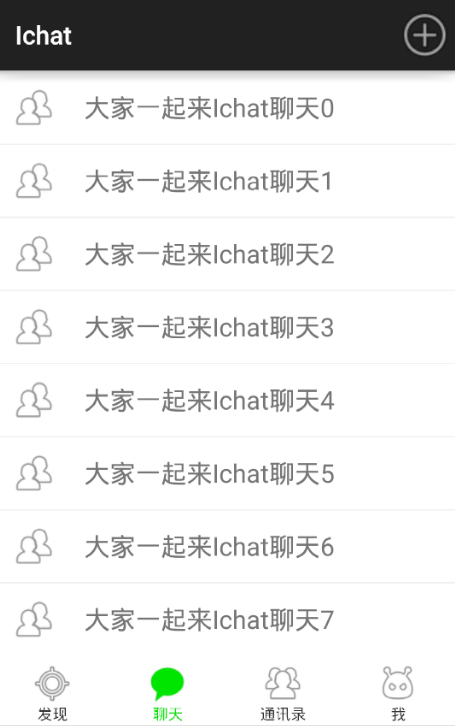 Ichat
大家一起来Ichat聊天0
大家一起来Ichat聊天1
大家一起来Ichat聊天2
大家一起来Ichat聊天3
大家一起来Ichat聊天4
大家一起来Ichat聊天5
大家一起来Ichat聊天6
大家一起来Ichat聊天7
发现 聊天 通讯录 我